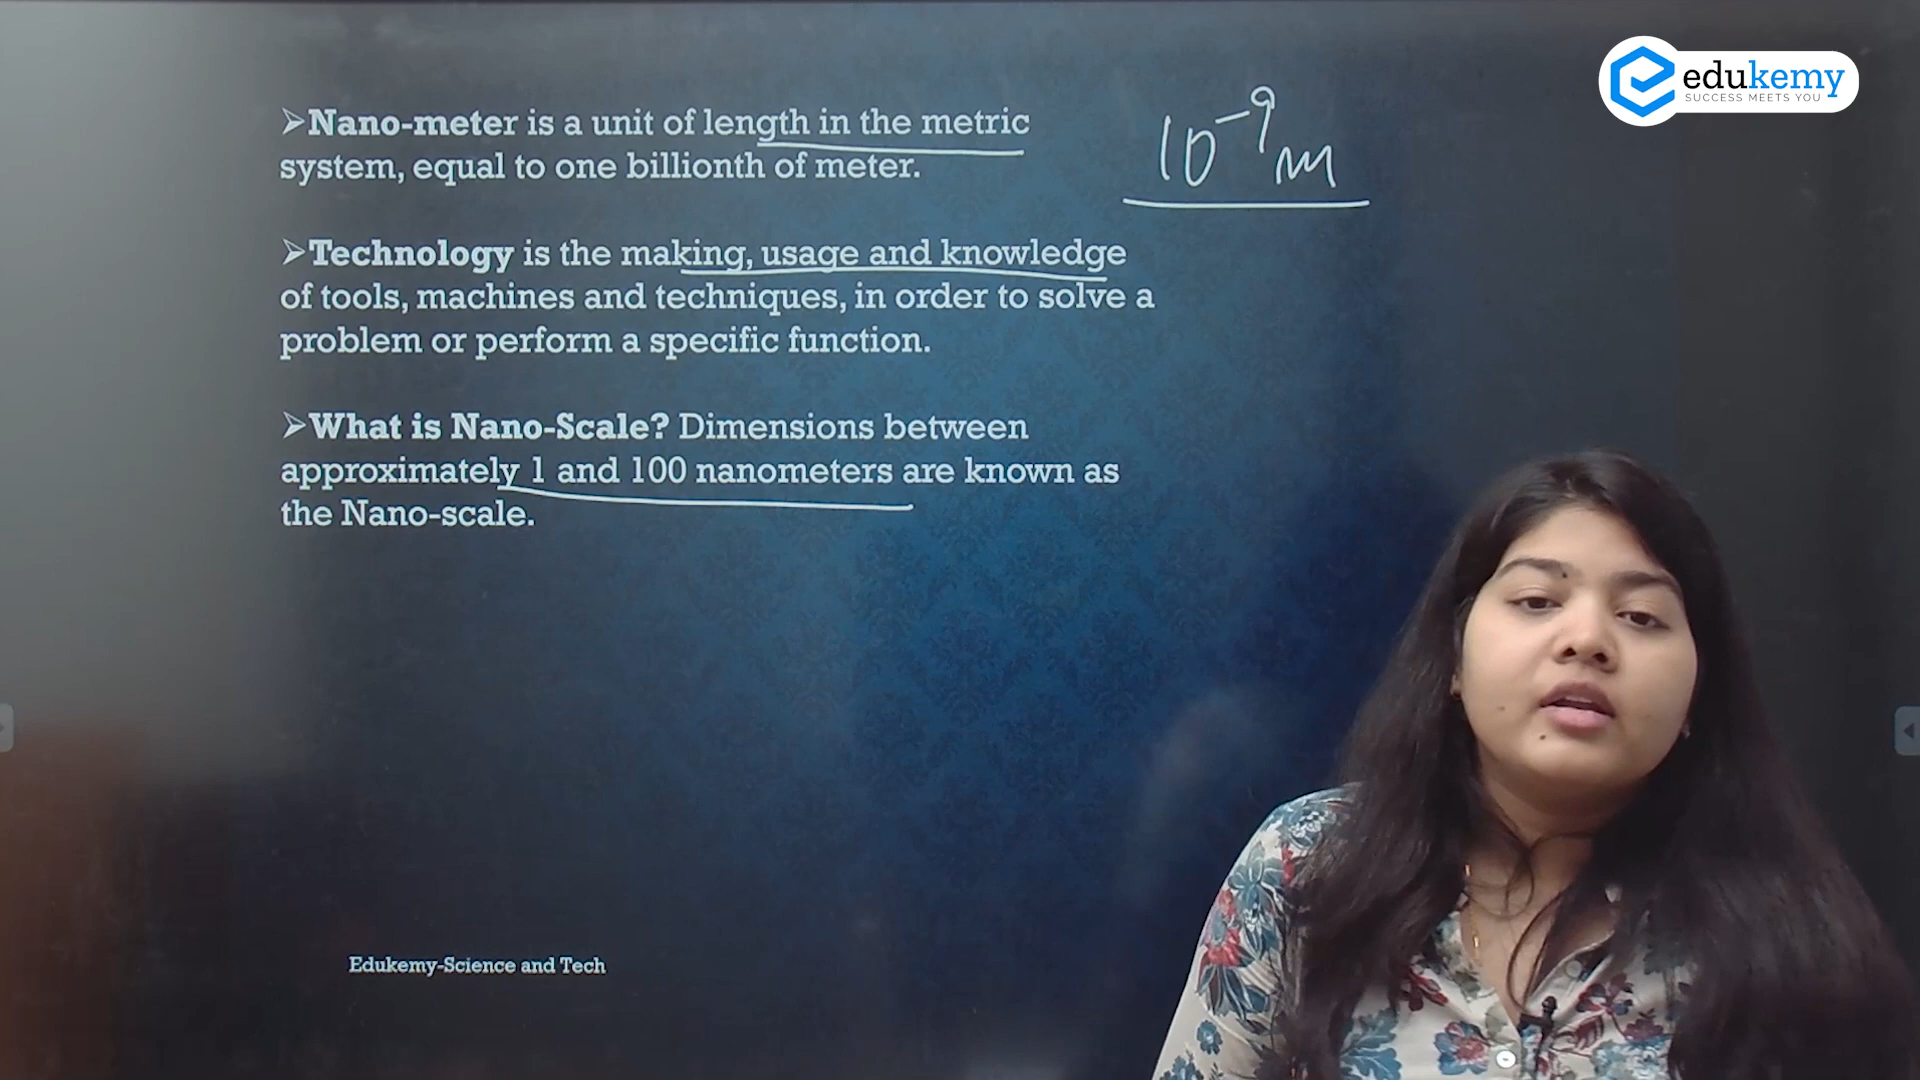 edukemy
SUCCESS MEETS YOU
➢Nano-meter is a unit of length in the metric
system, equal to one billionth of meter.
10⁻⁹m
➢Technology is the making, usage and knowledge
of tools, machines and techniques, in order to solve a
problem or perform a specific function.
➢What is Nano-Scale? Dimensions between
approximately 1 and 100 nanometers are known as
the Nano-scale.
Edukemy-Science and Tech